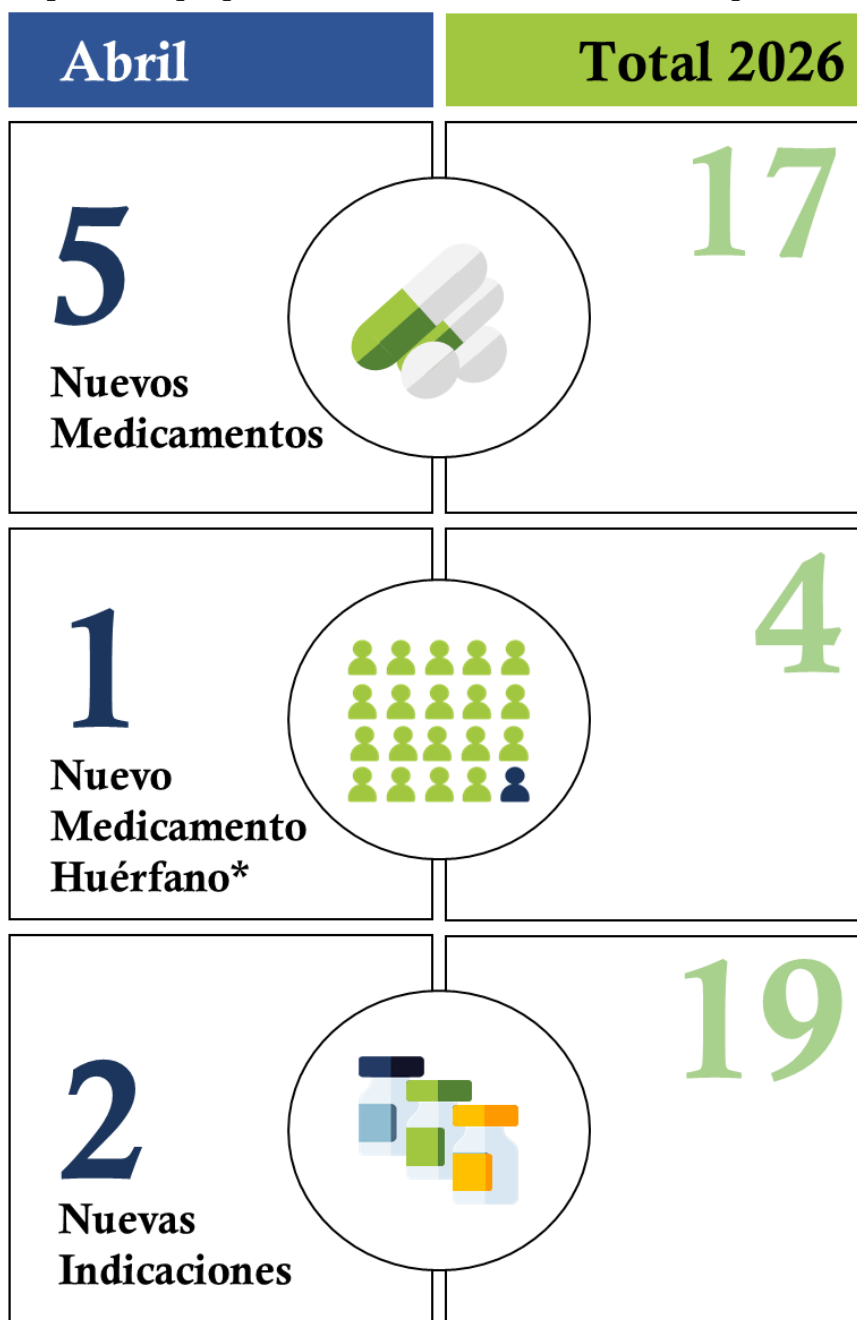 Abril
Total 2026
5
17
Nuevos
Medicamentos
1
4
Nuevo
Medicamento
Huérfano*
2
19
Nuevas
Indicaciones